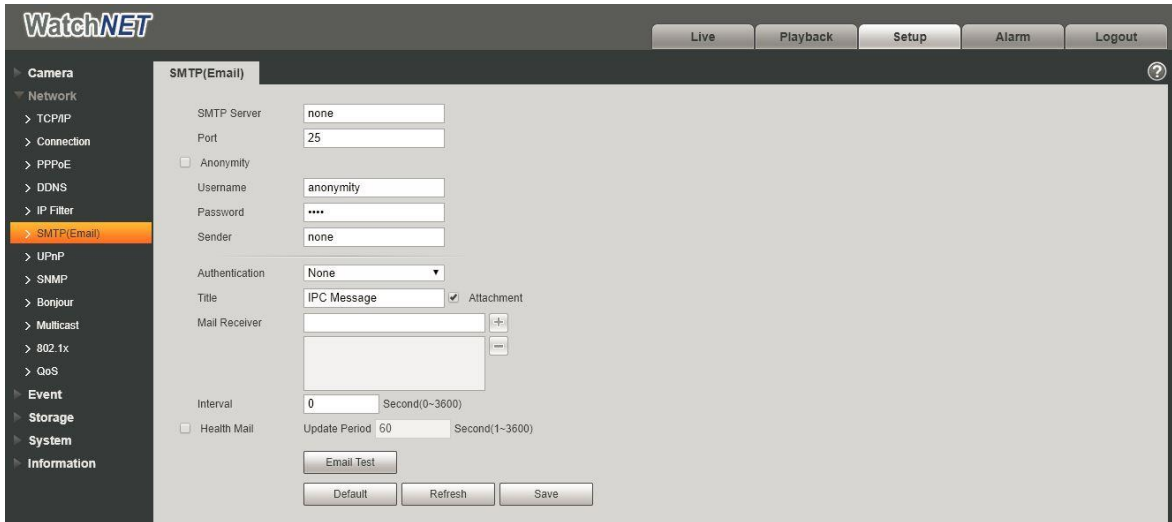 WatchNET
Live Playback Setup Alarm Logout
Camera
Network
TCP/IP
Connection
PPPoE
DDNS
IP Filter
SMTP(Email)
UPnP
SNMP
Bonjour
Multicast
802.1x
QoS
Event
Storage
System
Information
SMTP(Email) ?
SMTP Server none
Port 25
Anonymity
Username anonymity
Password ••••
Sender none
Authentication None
Title IPC Message Attachment
Mail Receiver
Interval 0 Second(0~3600)
Health Mail Update Period 60 Second(1~3600)
Email Test
Default Refresh Save